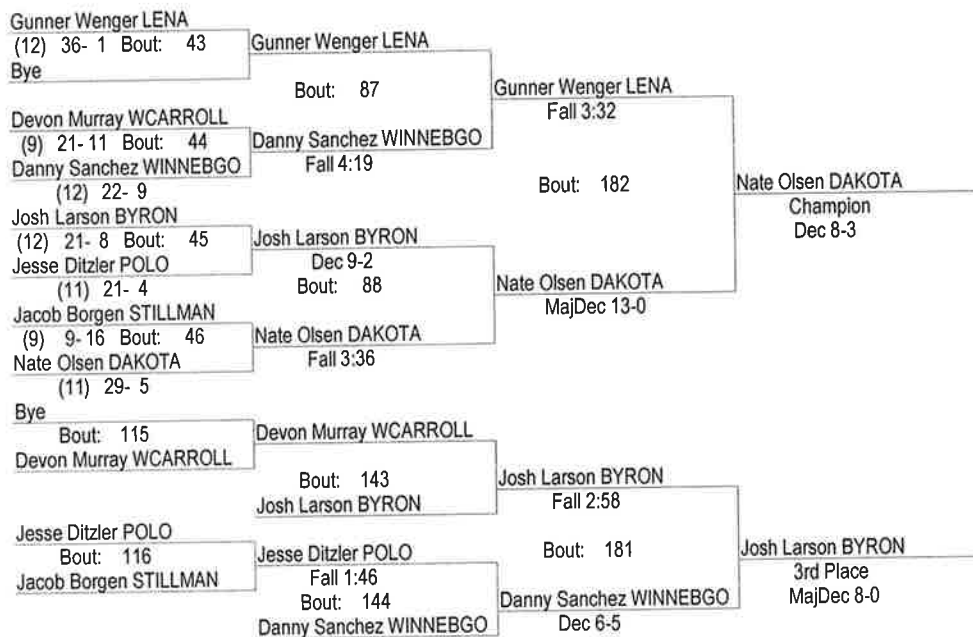 Gunner Wenger LENA
(12) 36- 1 Bout: 43
Bye
Gunner Wenger LENA
Bout: 87
Gunner Wenger LENA
Fall 3:32
Devon Murray WCARROLL
(9) 21- 11 Bout: 44
Danny Sanchez WINNEBGO
(12) 22- 9
Danny Sanchez WINNEBGO
Fall 4:19
Bout: 182
Nate Olsen DAKOTA
Champion
Dec 8-3
Josh Larson BYRON
(12) 21- 8 Bout: 45
Jesse Ditzler POLO
(11) 21- 4
Josh Larson BYRON
Dec 9-2
Bout: 88
Nate Olsen DAKOTA
MajDec 13-0
Jacob Borgen STILLMAN
(9) 9- 16 Bout: 46
Nate Olsen DAKOTA
(11) 29- 5
Nate Olsen DAKOTA
Fall 3:36
Bye
Bout: 115
Devon Murray WCARROLL
Devon Murray WCARROLL
Bout: 143
Josh Larson BYRON
Josh Larson BYRON
Fall 2:58
Jesse Ditzler POLO
Bout: 116
Jacob Borgen STILLMAN
Jesse Ditzler POLO
Fall 1:46
Bout: 144
Danny Sanchez WINNEBGO
Bout: 181
Danny Sanchez WINNEBGO
Dec 6-5
Josh Larson BYRON
3rd Place
MajDec 8-0